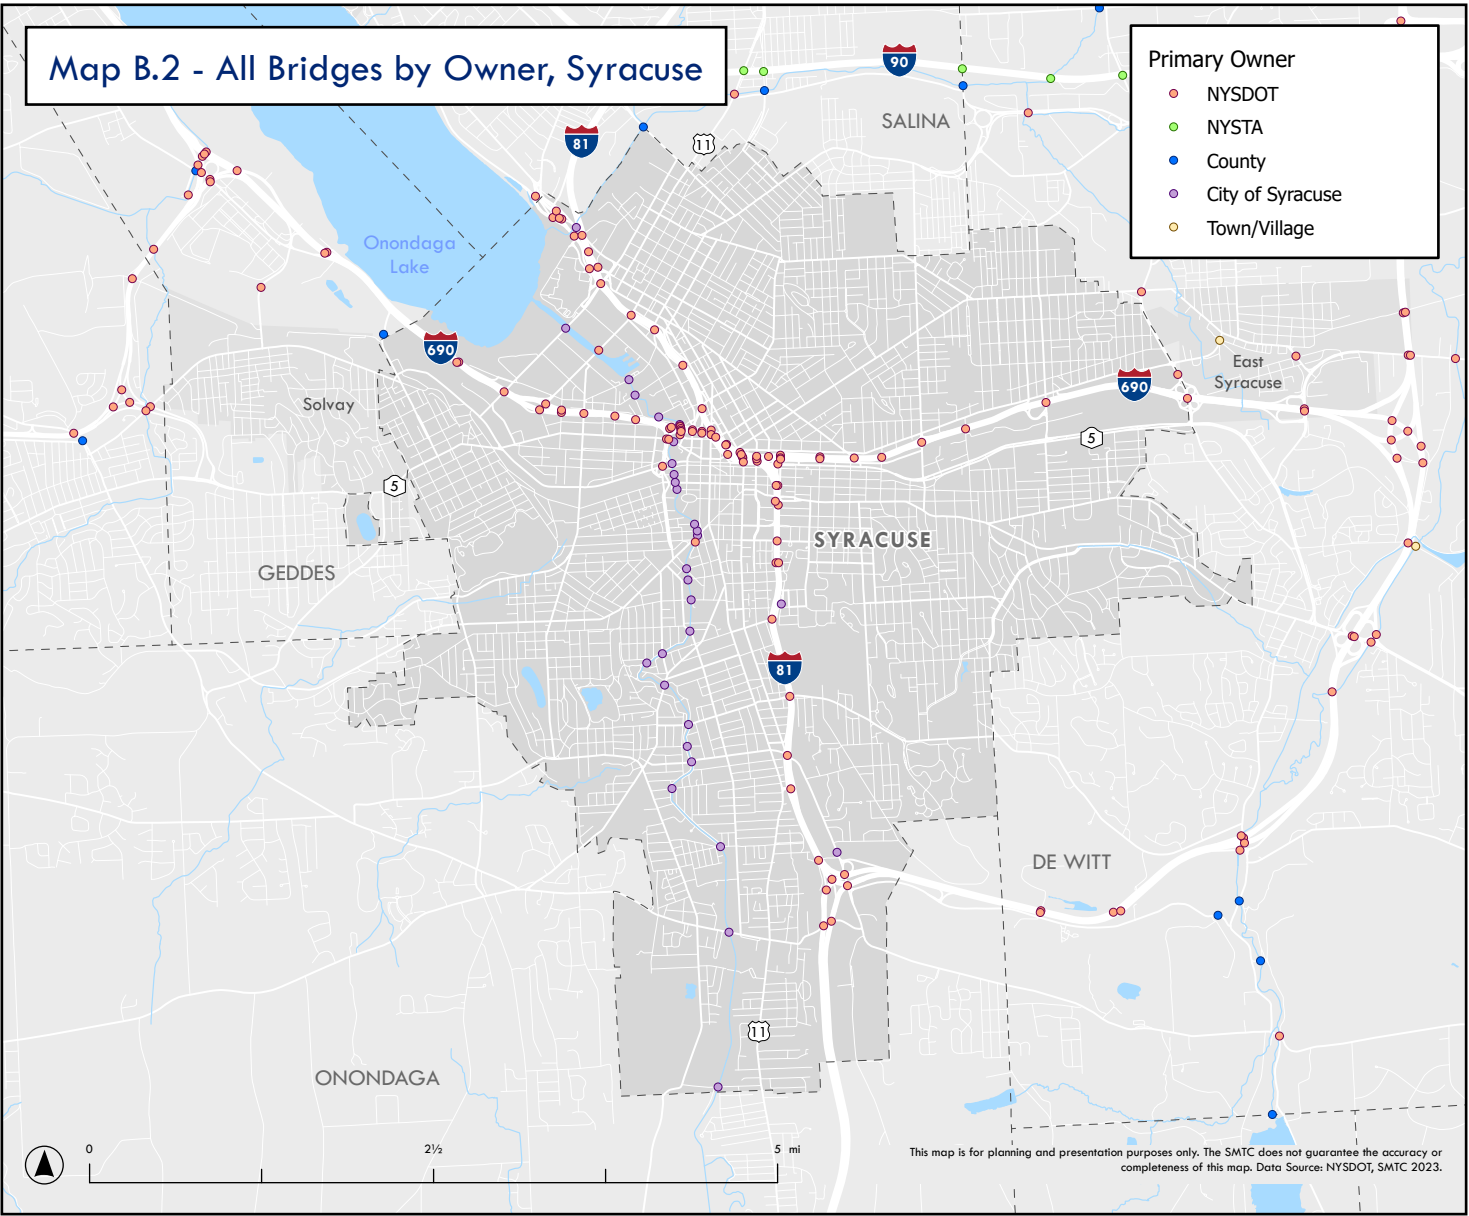 Map B.2 - All Bridges by Owner, Syracuse
Primary Owner
NYSDOT
NYSTA
County
City of Syracuse
Town/Village
90
SALINA
81
11
Onondaga
Lake
690
Solvay
East
Syracuse
690
5
5
SYRACUSE
GEDDES
81
DE WITT
11
ONONDAGA
0 2½ 5 mi
This map is for planning and presentation purposes only. The SMTC does not guarantee the accuracy or
completeness of this map. Data Source: NYSDOT, SMTC 2023.